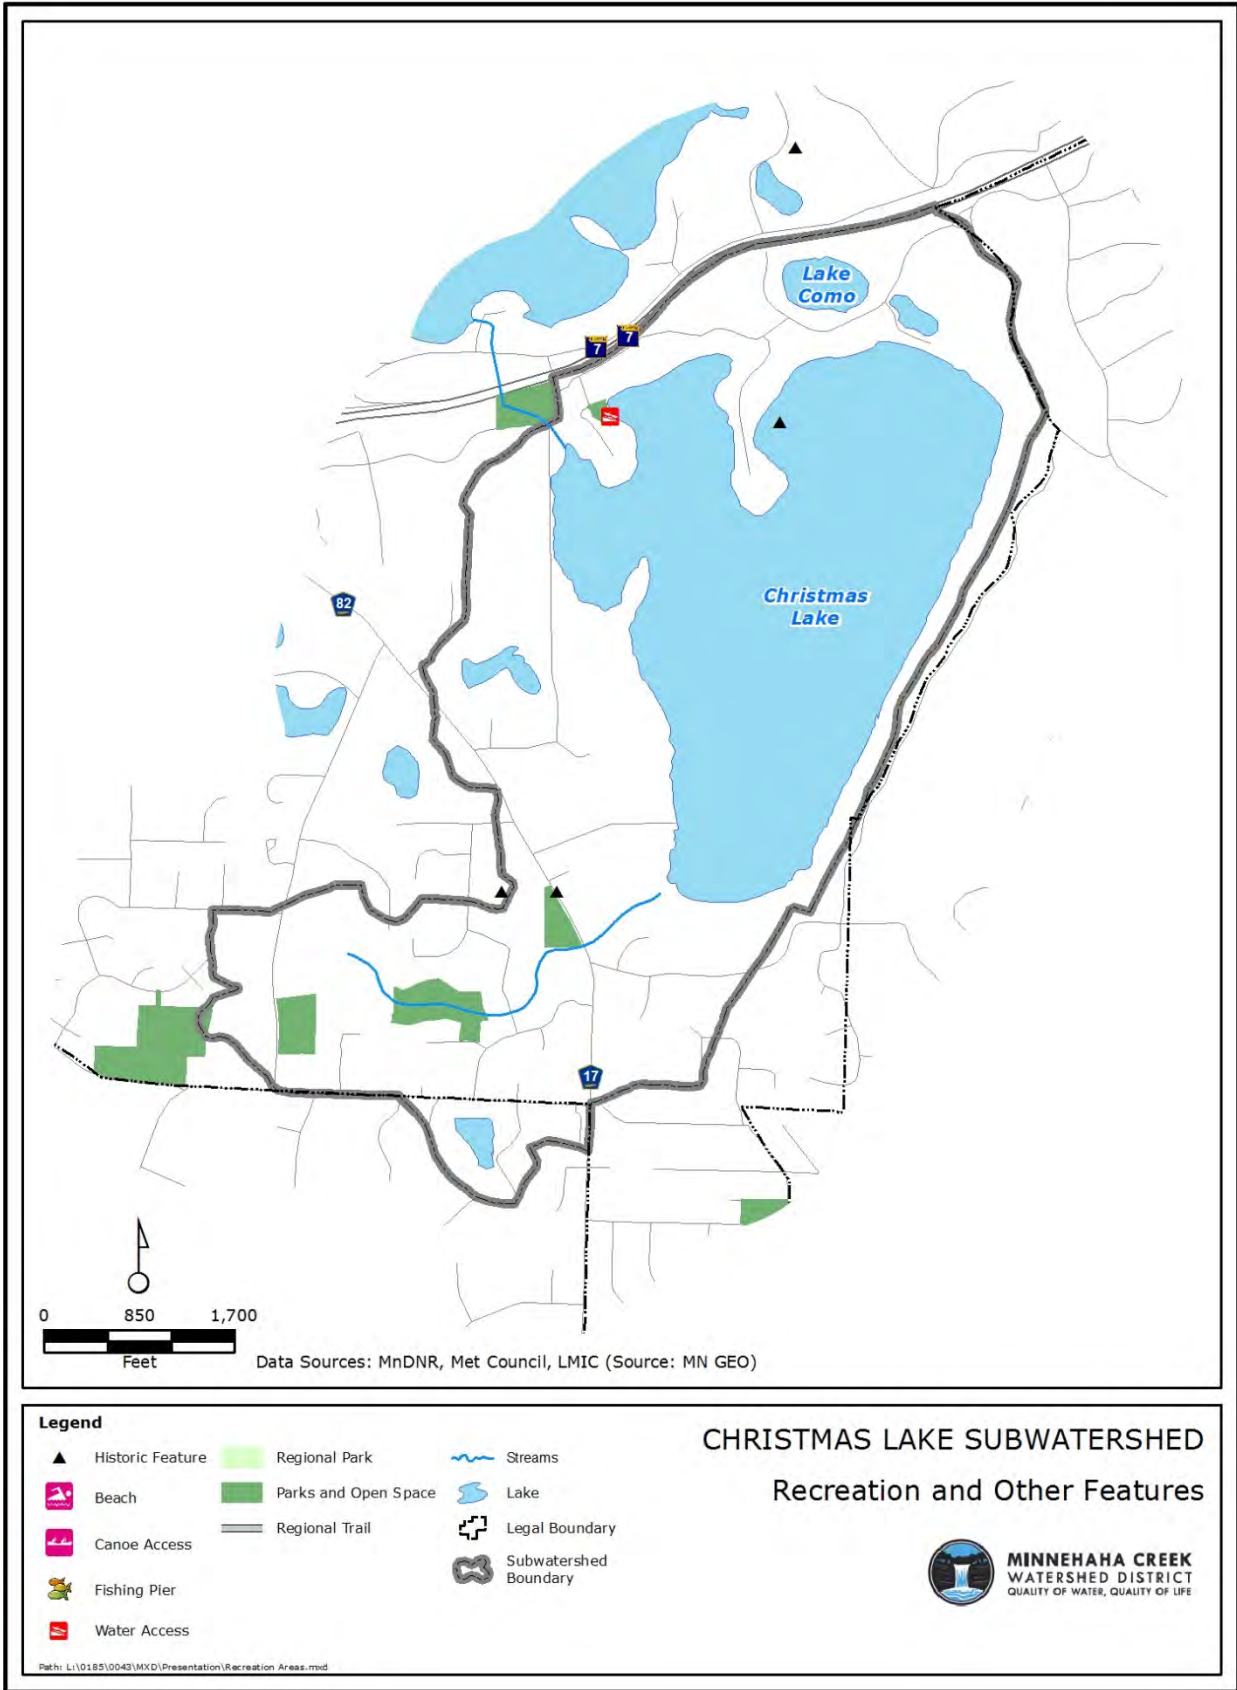 Lake
Como
7
7
Christmas
Lake
82
17
0 850 1,700
Feet
Data Sources: MnDNR, Met Council, LMIC (Source: MN GEO)
Legend
Historic Feature
Beach
Canoe Access
Fishing Pier
Water Access
Regional Park
Parks and Open Space
Regional Trail
Streams
Lake
Legal Boundary
Subwatershed
Boundary
CHRISTMAS LAKE SUBWATERSHED
Recreation and Other Features
MINNEHAHA CREEK
WATERSHED DISTRICT
QUALITY OF WATER, QUALITY OF LIFE
Path: L:\0185\0043\MXD\Presentation\Recreation Areas.mxd